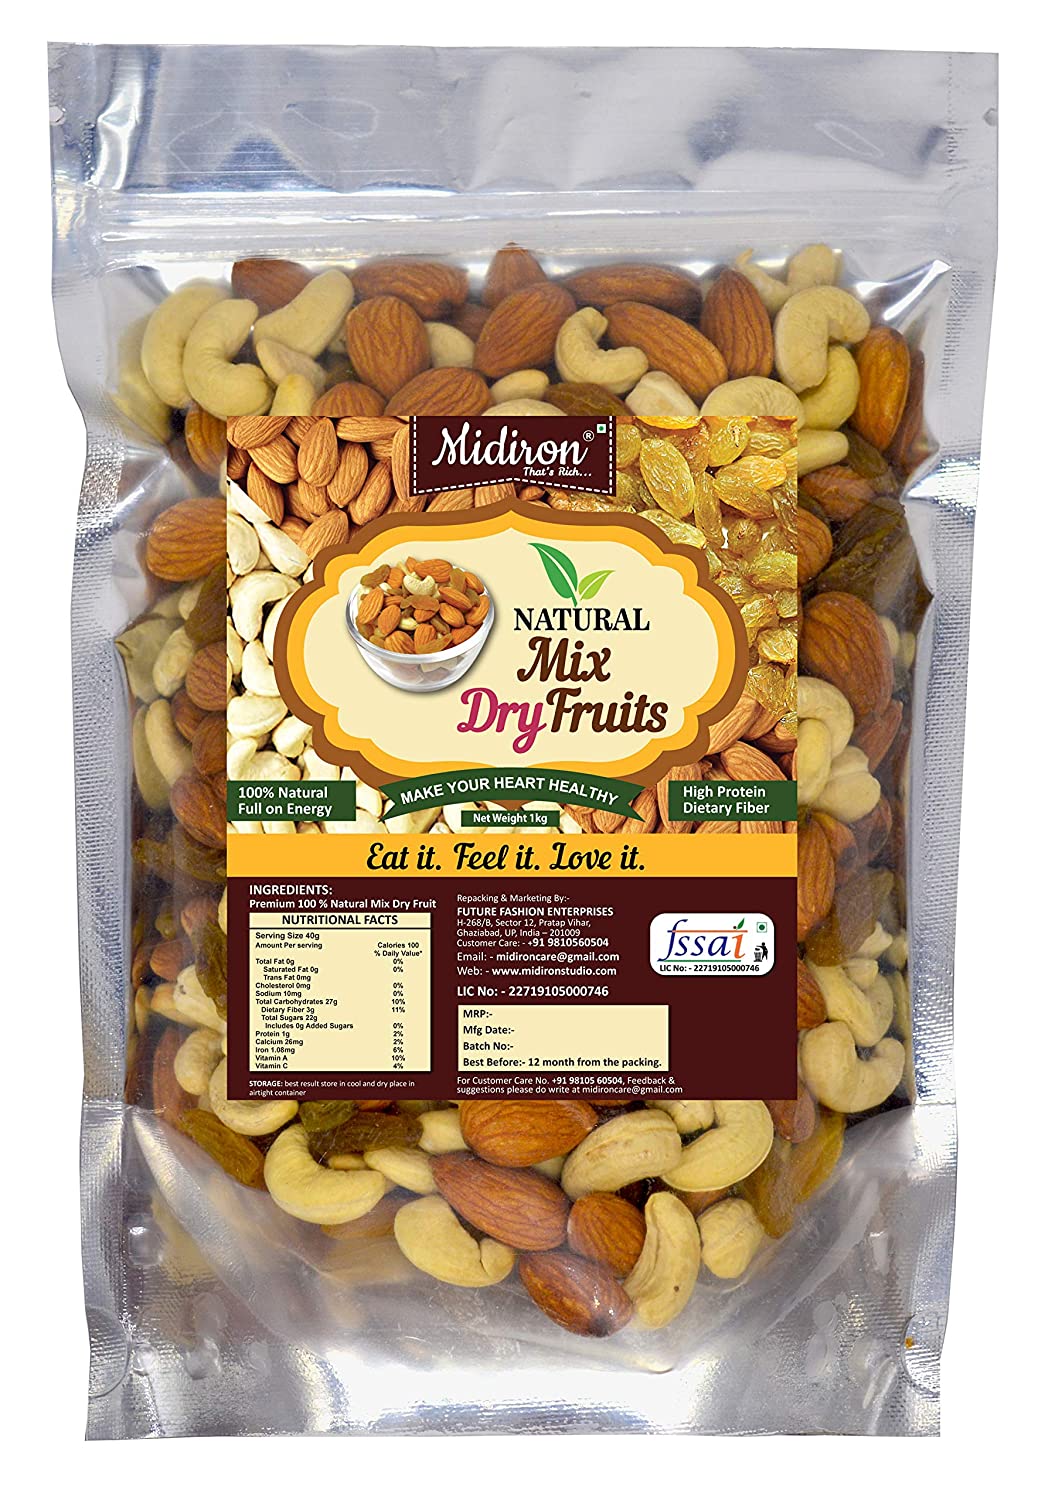 Midiron®
That's Rich...
NATURAL
Mix
DryFruits
100% Natural
Full on Energy
MAKE YOUR HEART HEALTHY
Net Weight 1kg
High Protein
Dietary Fiber
Eat it. Feel it. Love it.
INGREDIENTS:
Premium 100 % Natural Mix Dry Fruit
NUTRITIONAL FACTS
Serving Size 40g
Amount Per serving Calories 100
% Daily Value*
Total Fat 0g 0%
Saturated Fat 0g 0%
Trans Fat 0mg
Cholesterol 0mg 0%
Sodium 10mg 0%
Total Carbohydrates 27g 10%
Dietary Fiber 3g 11%
Total Sugars 22g
Includes 0g Added Sugars 0%
Protein 1g 2%
Calcium 26mg 2%
Iron 1.08mg 6%
Vitamin A 10%
Vitamin C 4%
STORAGE: best result store in cool and dry place in
airtight container
Repacking & Marketing By:-
FUTURE FASHION ENTERPRISES
H-268/B, Sector 12, Pratap Vihar,
Ghaziabad, UP, India – 201009
Customer Care: - +91 9810560504
Email: - midironcare@gmail.com
Web: - www.midironstudio.com
LIC No: - 22719105000746
MRP:-
Mfg Date:-
Batch No:-
Best Before:- 12 month from the packing.
For Customer Care No. +91 98105 60504, Feedback &
suggestions please do write at midironcare@gmail.com
fssai
LIC No: - 22719105000746